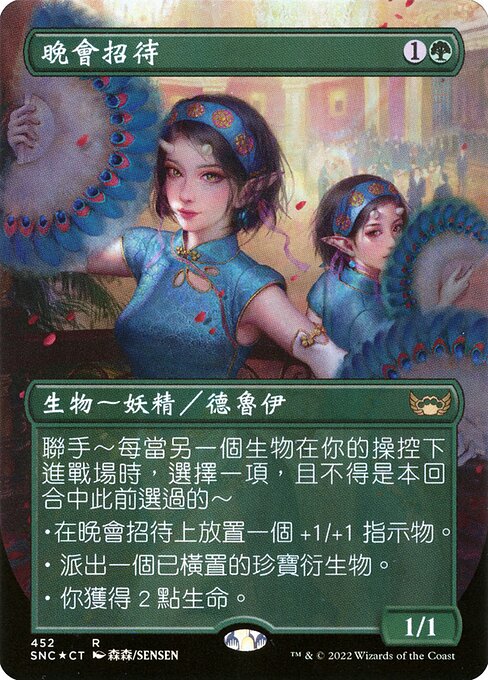 晚會招待 1
生物～妖精／德魯伊
聯手～每當另一個生物在你的操控下
進戰場時，選擇一項，且不得是本回
合中此前選過的～
•在晚會招待上放置一個 +1/+1 指示物。
•派出一個已橫置的珍寶衍生物。
•你獲得 2 點生命。
1/1
452 R
SNC★CT 森森/SENSEN
™ & © 2022 Wizards of the Coast